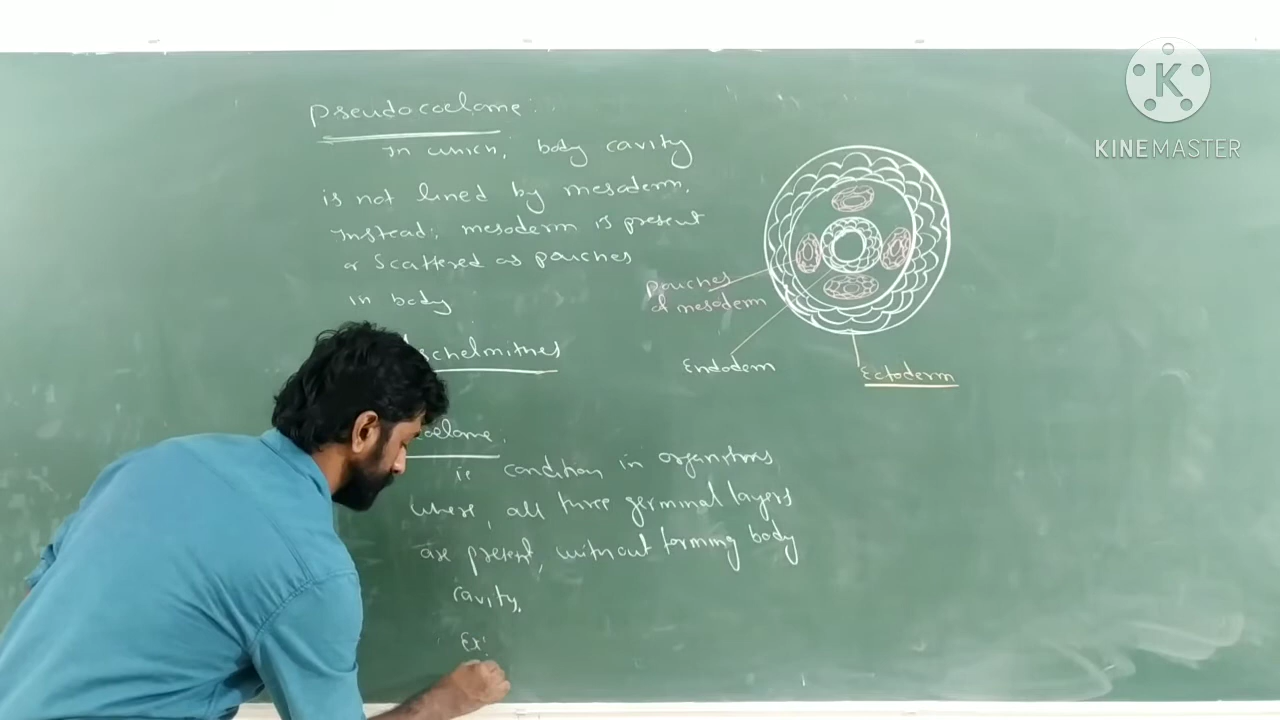 Pseudocoelome:
In which, body cavity
is not lined by mesoderm.
Instead; mesoderm is present
or Scattered as pouches
in body
schelmithes
coelome.
is condition in organisms
where, all three germinal layers
are present, without forming body
cavity.
Ex:
pouches
of mesoderm
Endoderm
Ectoderm
K
KINEMASTER